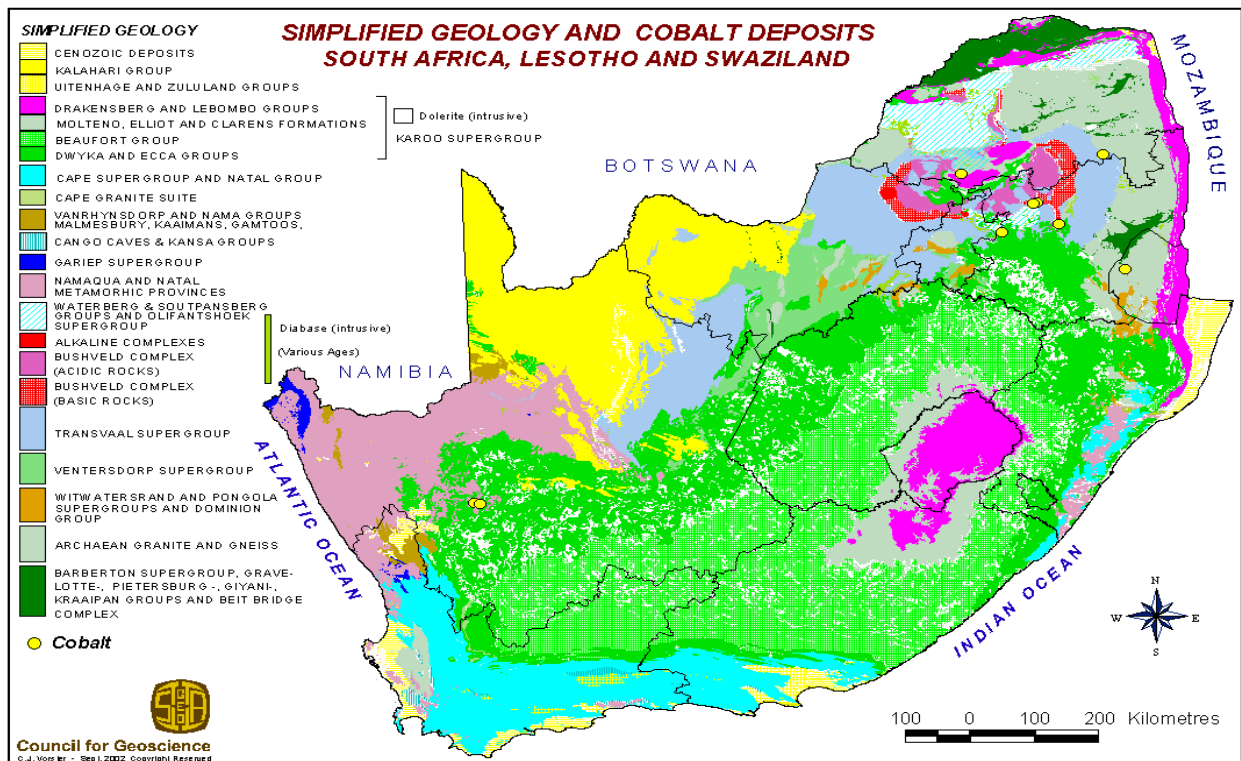 SIMPLIFIED GEOLOGY AND COBALT DEPOSITS
SOUTH AFRICA, LESOTHO AND SWAZILAND
SIMPLIFIED GEOLOGY
CENOZOIC DEPOSITS
KALAHARI GROUP
UITENHAGE AND ZULULAND GROUPS
DRAKENSBERG AND LEBOMBO GROUPS
MOLTENO, ELLIOT AND CLARENS FORMATIONS
BEAUFORT GROUP
DWYKA AND ECCA GROUPS
Dolerite (intrusive)
KAROO SUPERGROUP
CAPE SUPERGROUP AND NATAL GROUP
CAPE GRANITE SUITE
VANRHYNSDORP AND NAMA GROUPS
MALMESBURY, KAAIMANS, GAMTOOS,
CANGO CAVES & KANSA GROUPS
GARIEP SUPERGROUP
NAMAQUA AND NATAL
METAMORHIC PROVINCES
WATERBERG & SOUTPANSBERG
GROUPS AND OLIFANTSHOEK
SUPERGROUP
ALKALINE COMPLEXES
BUSHVELD COMPLEX
(ACIDIC ROCKS)
BUSHVELD COMPLEX
(BASIC ROCKS)
TRANSVAAL SUPERGROUP
VENTERSDORP SUPERGROUP
WITWATERSRAND AND PONGOLA
SUPERGROUPS AND DOMINION
GROUP
ARCHAEAN GRANITE AND GNEISS
BARBERTON SUPERGROUP, GRAVE-
LOTTE-, PIETERSBURG -, GIYANI-,
KRAAIPAN GROUPS AND BEIT BRIDGE
COMPLEX
Cobalt
Diabase (intrusive)
(Various Ages)
BOTSWANA
NAMIBIA
MOZAMBIQUE
ATLANTIC OCEAN
INDIAN OCEAN
N
W
E
S
100 0 100 200 Kilometres
Council for Geoscience
C.J. Vorster - Sept. 2002 Copyright Reserved